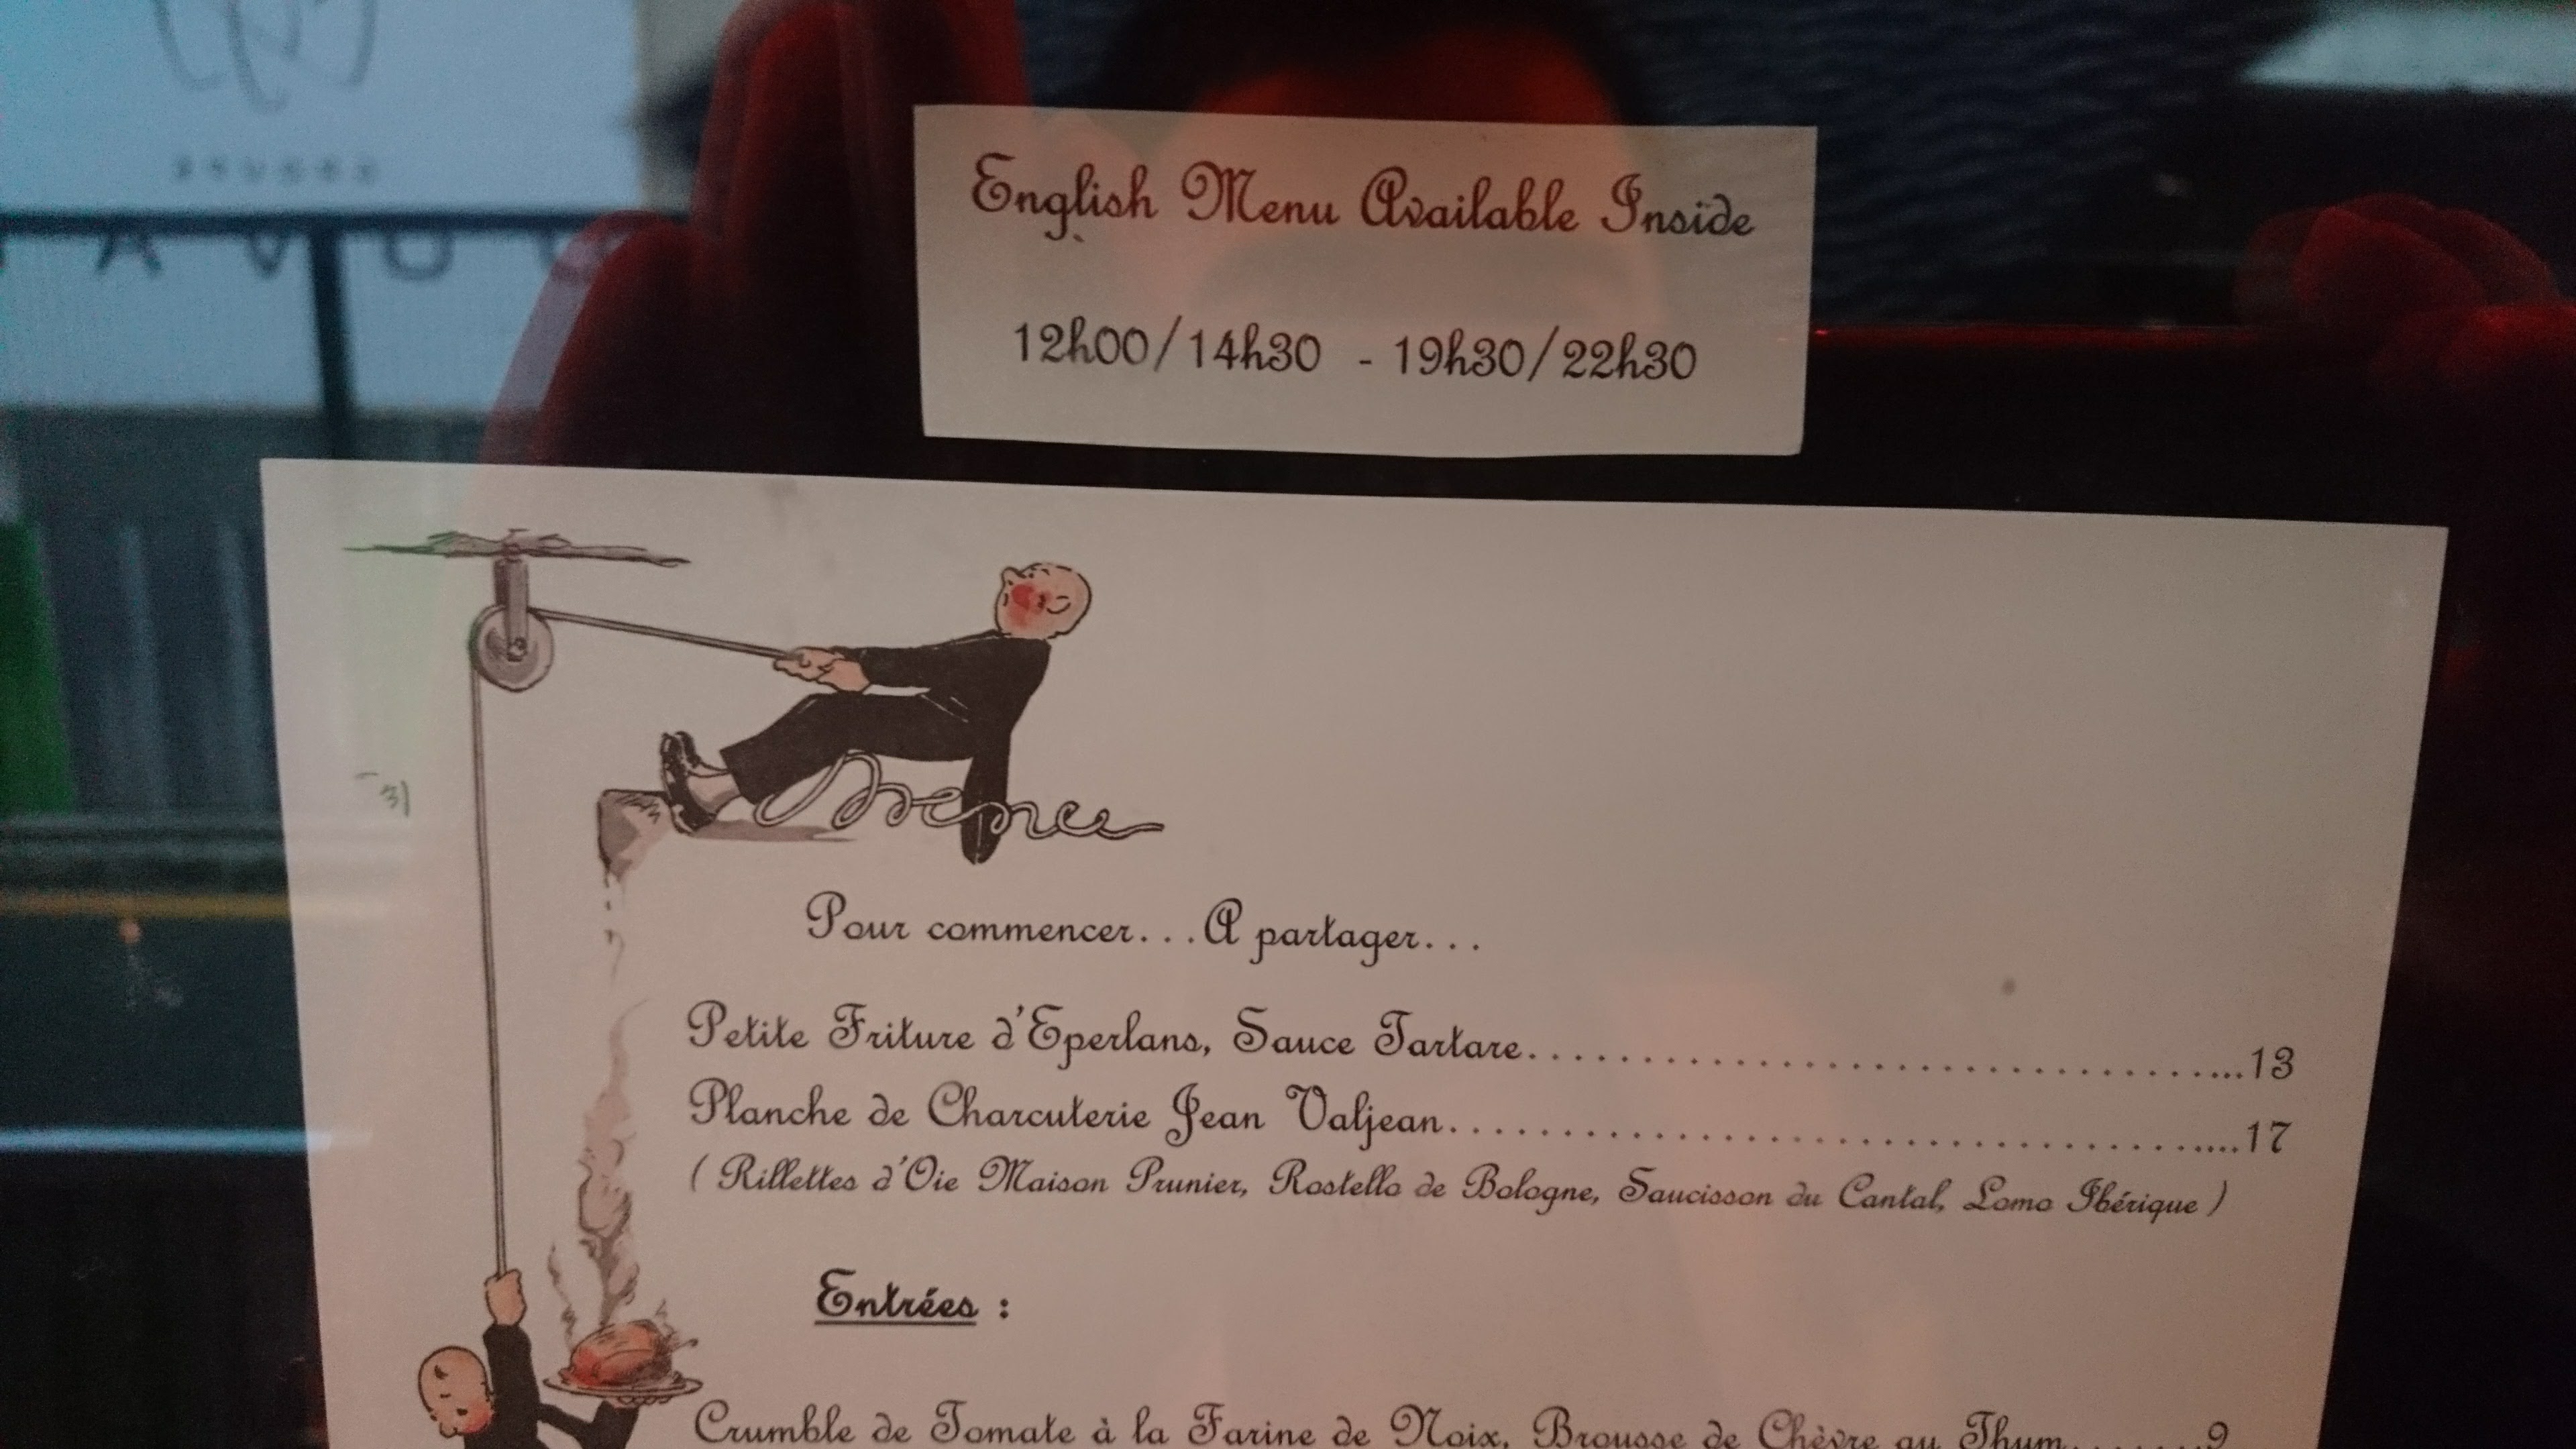 English Menu Available Inside
12h00/14h30 - 19h30/22h30
Pour commencer...A partager...
Petite Friture d'Eperlans, Sauce Tartare.......................................13
Planche de Charcuterie Jean Valjean.......................................17
( Rillettes d'Oie Maison Prunier, Rostello de Bologne, Saucisson du Cantal, Lomo Ibérique )
Entrées :
Crumble de Tomate à la Farine de Noix, Brousse de Chèvre au Thym.......9